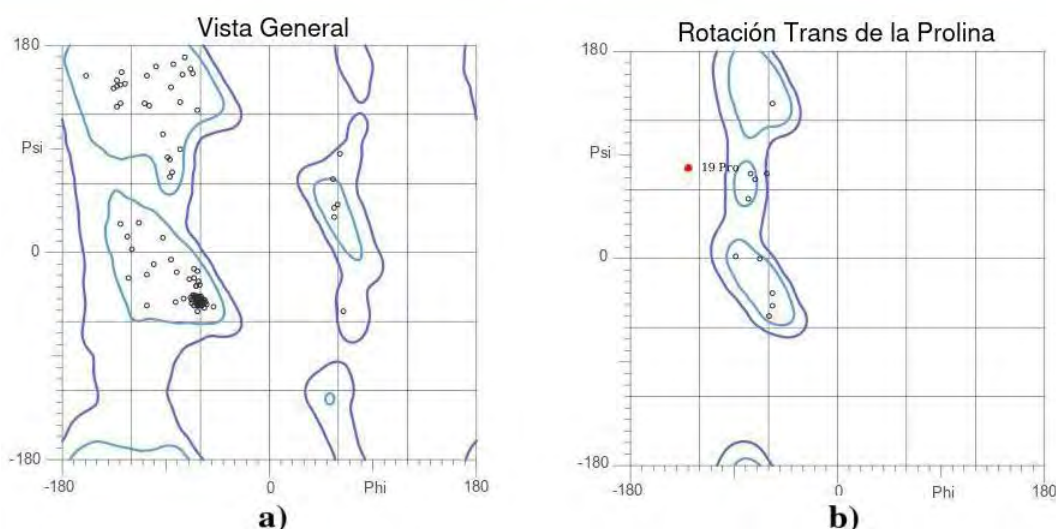 Vista General
180
Psi
0
-180
-180
0
Phi
180
a)
Rotación Trans de la Prolina
180
Psi
19 Pro
0
-180
-180
0
Phi
180
b)